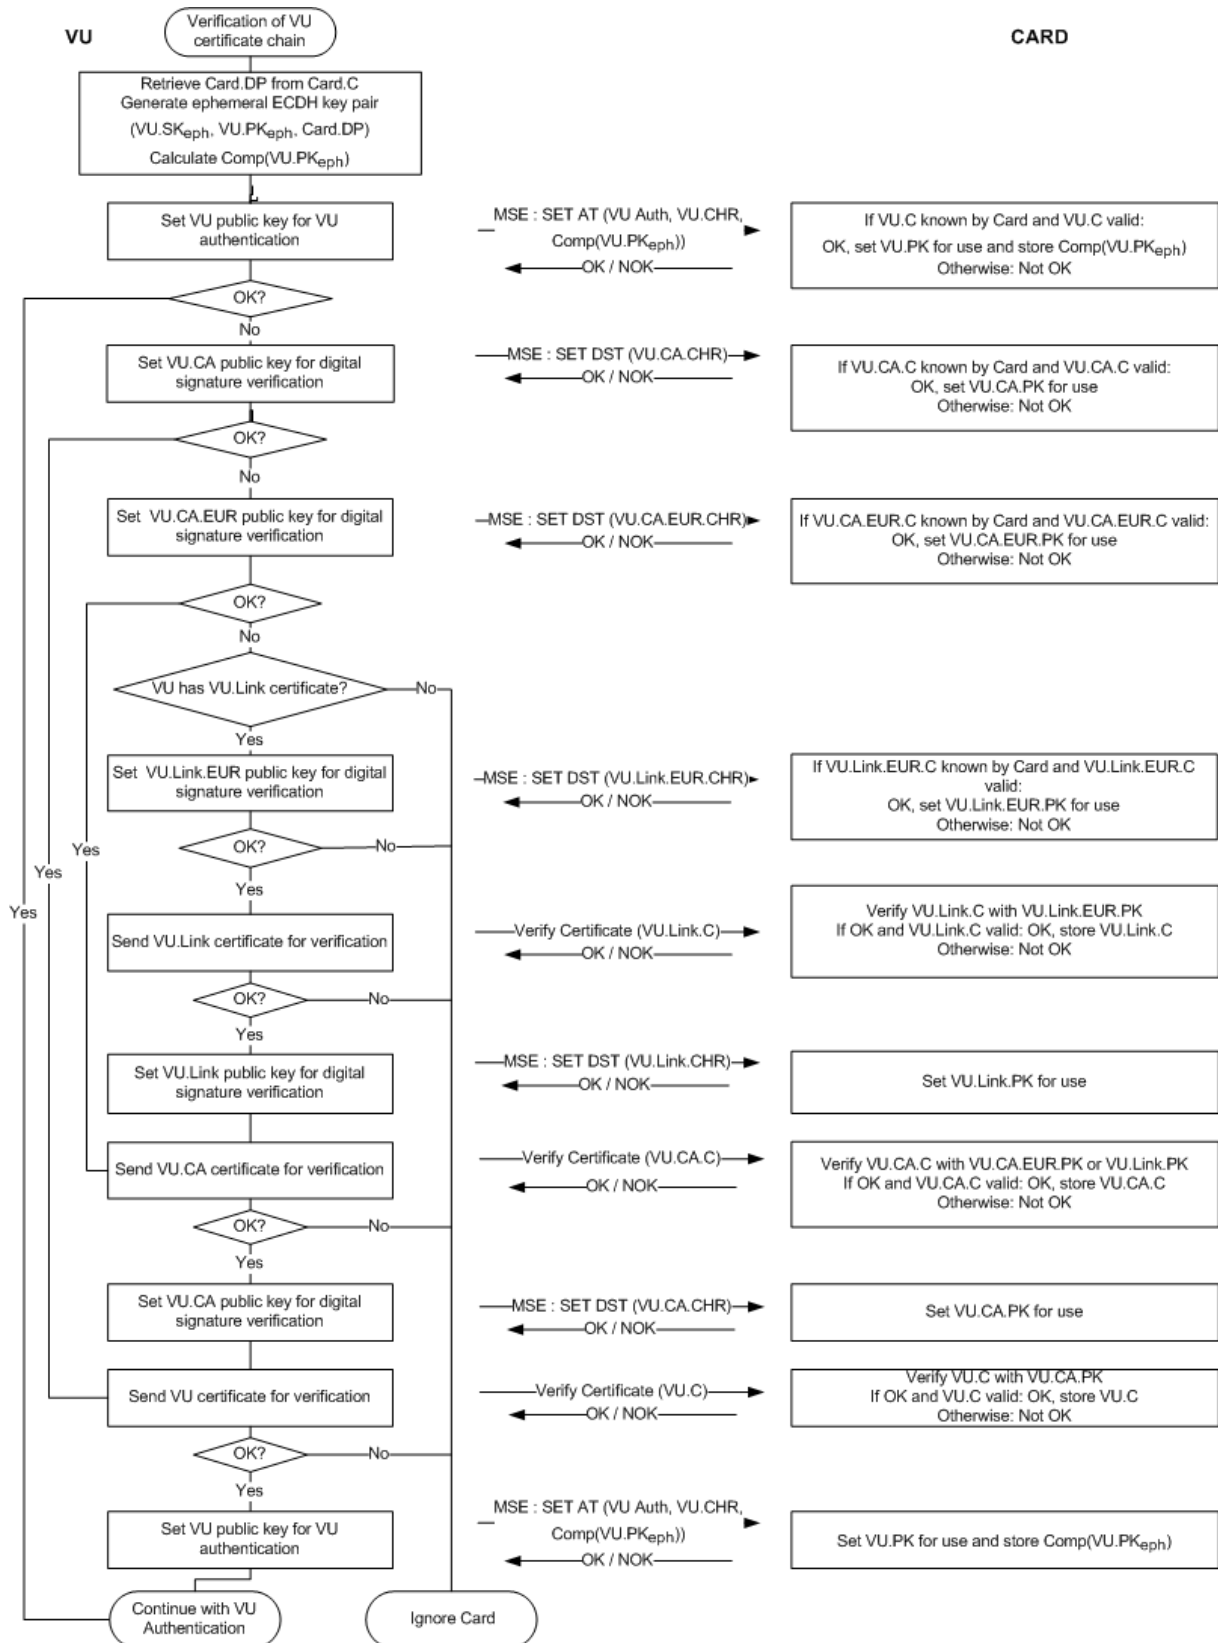 VU
Verification of VU
certificate chain
CARD
Retrieve Card.DP from Card.C
Generate ephemeral ECDH key pair
(VU.SKeph, VU.PKeph, Card.DP)
Calculate Comp(VU.PKeph)
Set VU public key for VU
authentication
MSE : SET AT (VU Auth, VU.CHR,
Comp(VU.PKeph))
OK / NOK
If VU.C known by Card and VU.C valid:
OK, set VU.PK for use and store Comp(VU.PKeph)
Otherwise: Not OK
OK?
No
Set VU.CA public key for digital
signature verification
MSE : SET DST (VU.CA.CHR)
OK / NOK
If VU.CA.C known by Card and VU.CA.C valid:
OK, set VU.CA.PK for use
Otherwise: Not OK
OK?
No
Set VU.CA.EUR public key for digital
signature verification
MSE : SET DST (VU.CA.EUR.CHR)
OK / NOK
If VU.CA.EUR.C known by Card and VU.CA.EUR.C valid:
OK, set VU.CA.EUR.PK for use
Otherwise: Not OK
OK?
No
VU has VU.Link certificate?
No
Yes
Set VU.Link.EUR public key for digital
signature verification
MSE : SET DST (VU.Link.EUR.CHR)
OK / NOK
If VU.Link.EUR.C known by Card and VU.Link.EUR.C
valid:
OK, set VU.Link.EUR.PK for use
Otherwise: Not OK
OK?
No
Yes
Yes
Yes
Yes
Send VU.Link certificate for verification
Verify Certificate (VU.Link.C)
OK / NOK
Verify VU.Link.C with VU.Link.EUR.PK
If OK and VU.Link.C valid: OK, store VU.Link.C
Otherwise: Not OK
OK?
No
Yes
Set VU.Link public key for digital
signature verification
MSE : SET DST (VU.Link.CHR)
OK / NOK
Set VU.Link.PK for use
Send VU.CA certificate for verification
Verify Certificate (VU.CA.C)
OK / NOK
Verify VU.CA.C with VU.CA.EUR.PK or VU.Link.PK
If OK and VU.CA.C valid: OK, store VU.CA.C
Otherwise: Not OK
OK?
No
Yes
Set VU.CA public key for digital
signature verification
MSE : SET DST (VU.CA.CHR)
OK / NOK
Set VU.CA.PK for use
Send VU certificate for verification
Verify Certificate (VU.C)
OK / NOK
Verify VU.C with VU.CA.PK
If OK and VU.C valid: OK, store VU.C
Otherwise: Not OK
OK?
No
Yes
Set VU public key for VU
authentication
MSE : SET AT (VU Auth, VU.CHR,
Comp(VU.PKeph))
OK / NOK
Set VU.PK for use and store Comp(VU.PKeph)
Continue with VU
Authentication
Ignore Card